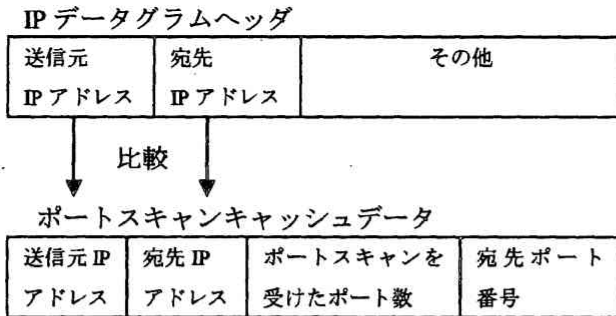 IPデータグラムヘッダ
送信元 宛先 その他
IPアドレス IPアドレス
比較
ポートスキャンキャッシュデータ
送信元IP 宛先IP ポートスキャンを 宛先ポート
アドレス アドレス 受けたポート数 番号